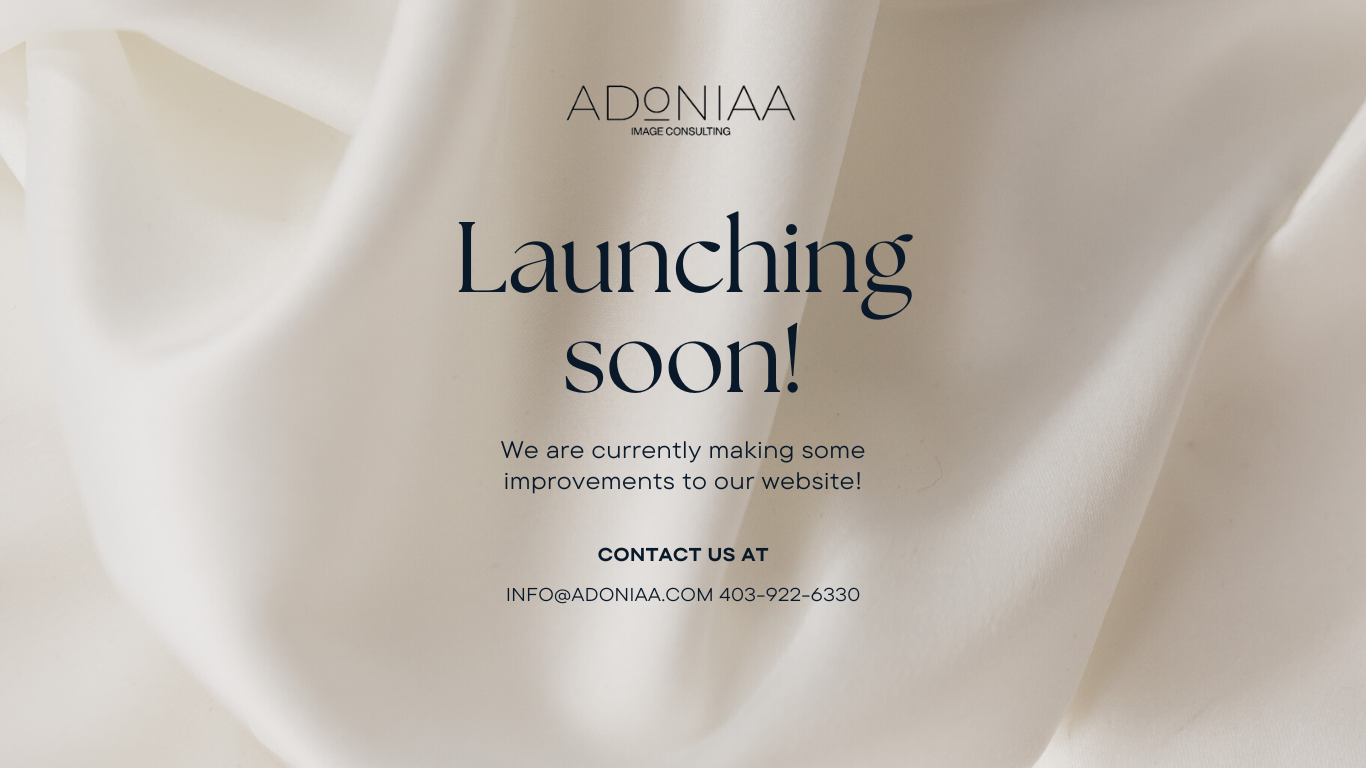 ADONIAA
IMAGE CONSULTING
Launching
soon!
We are currently making some
improvements to our website!
CONTACT US AT
INFO@ADONIAA.COM 403-922-6330